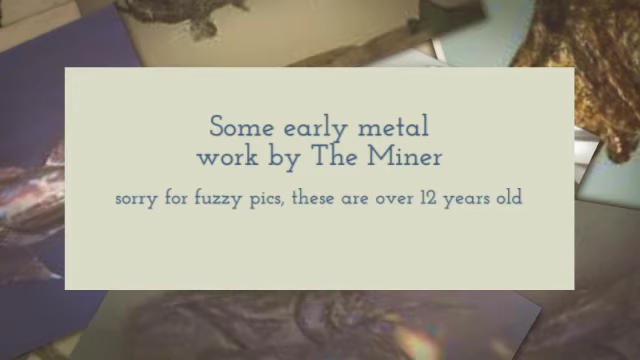 Some early metal
work by The Miner
sorry for fuzzy pics, these are over 12 years old